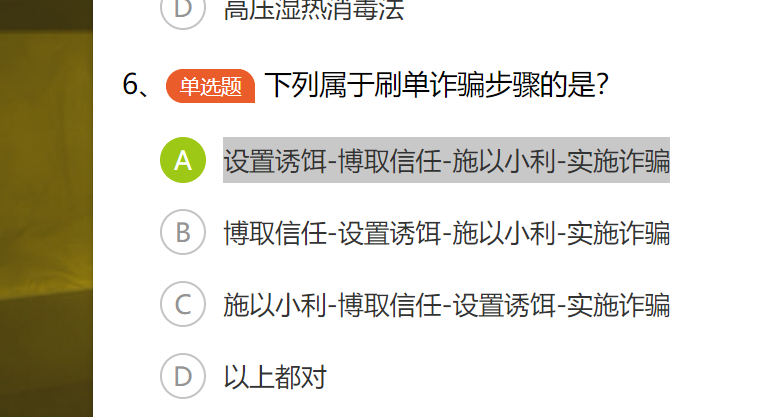 D 高压湿热消毒法
6、 单选题 下列属于刷单诈骗步骤的是?
A 设置诱饵-博取信任-施以小利-实施诈骗
B 博取信任-设置诱饵-施以小利-实施诈骗
C 施以小利-博取信任-设置诱饵-实施诈骗
D 以上都对